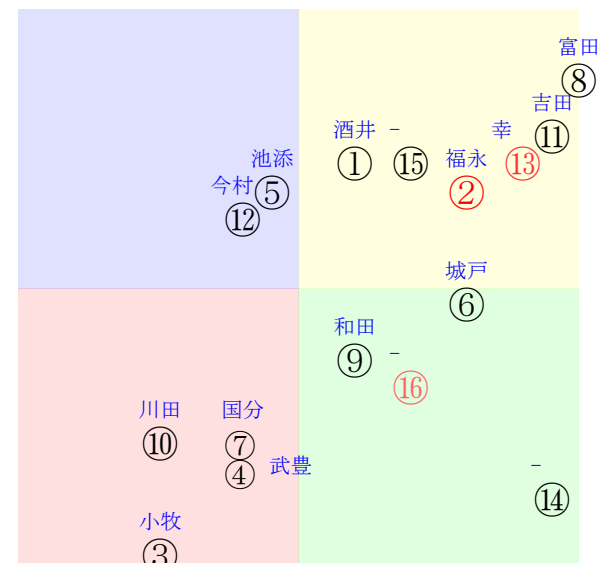 富田
⑧
吉田
⑪
酒井
①
-
⑮
福永
②
幸
⑬
池添
⑤
今村
⑫
城戸
⑥
和田
⑨
-
⑯
川田
⑩
国分
⑦
④
武豊
-
⑭
小牧
③